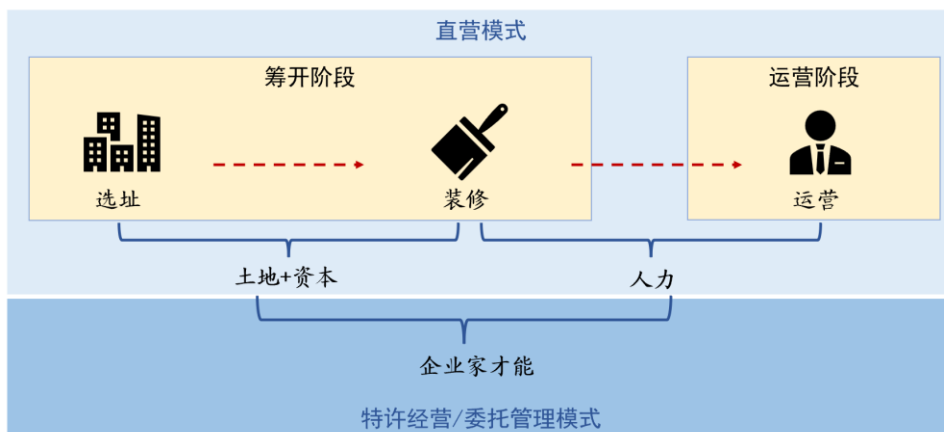 直营模式
筹开阶段
运营阶段
选址
装修
运营
土地+资本
人力
企业家才能
特许经营/委托管理模式